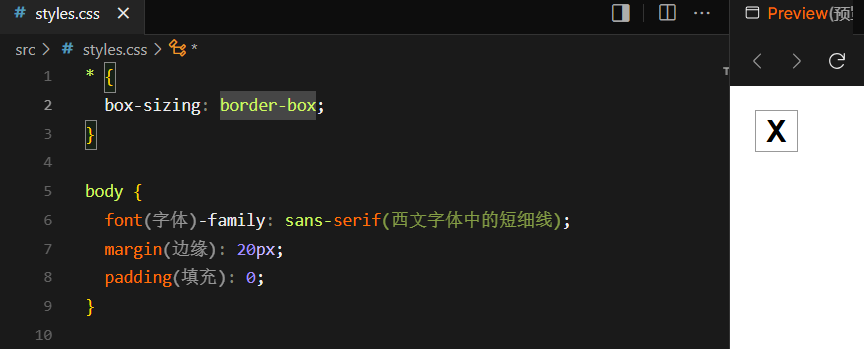 # styles.css × ...
Preview(预
src > # styles.css > *
1 * {
2 box-sizing: border-box;
3 }
4
5 body {
6 font(字体)-family: sans-serif(西文字体中的短细线);
7 margin(边缘): 20px;
8 padding(填充): 0;
9 }
10
X